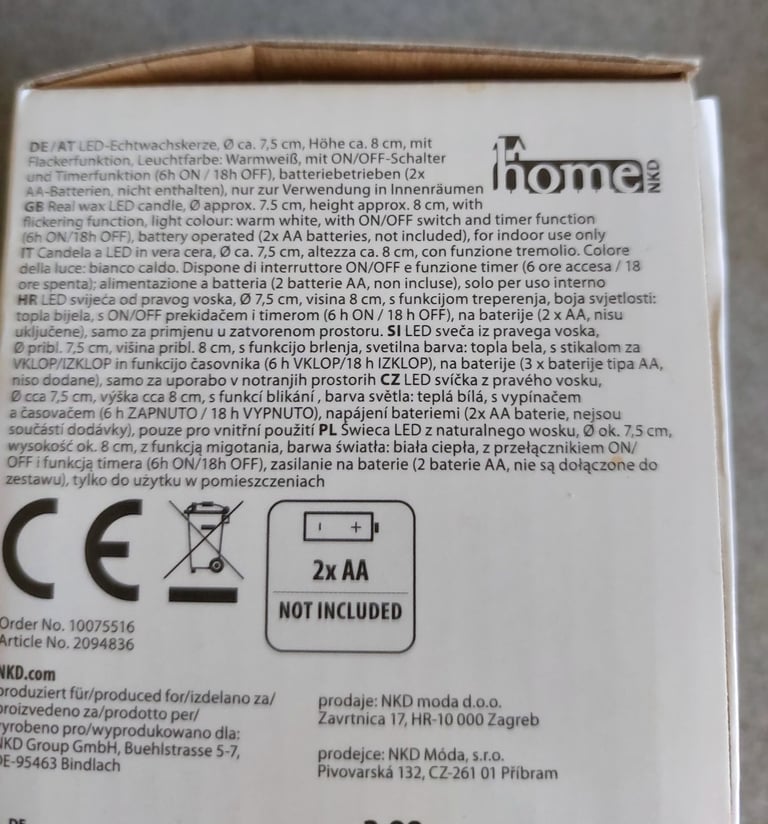 DE/AT LED-Echtwachskerze, Ø ca. 7,5 cm, Höhe ca. 8 cm, mit
Flackerfunktion, Leuchtfarbe: Warmweiß, mit ON/OFF-Schalter
und Timerfunktion (6h ON / 18h OFF), batteriebetrieben (2x
AA-Batterien, nicht enthalten), nur zur Verwendung in Innenräumen
home NKD
GB Real wax LED candle, Ø approx. 7.5 cm, height approx. 8 cm, with
flickering function, light colour: warm white, with ON/OFF switch and timer function
(6h ON/18h OFF), battery operated (2x AA batteries, not included), for indoor use only
IT Candela a LED in vera cera, Ø ca. 7,5 cm, altezza ca. 8 cm, con funzione tremolio. Colore
della luce: bianco caldo. Dispone di interruttore ON/OFF e funzione timer (6 ore accesa / 18
ore spenta); alimentazione a batteria (2 batterie AA, non incluse), solo per uso interno
HR LED svijeća od pravog voska, Ø 7,5 cm, visina 8 cm, s funkcijom treperenja, boja svjetlosti:
topla bijela, s ON/OFF prekidačem i timerom (6 h ON / 18 h OFF), na baterije (2 x AA, nisu
uključene), samo za primjenu u zatvorenom prostoru. SI LED sveča iz pravega voska,
Ø pribl. 7,5 cm, višina pribl. 8 cm, s funkcijo brlenja, svetilna barva: topla bela, s stikalom za
VKLOP/IZKLOP in funkcijo časovnika (6 h VKLOP/18 h IZKLOP), na baterije (3 x baterije tipa AA,
niso dodane), samo za uporabo v notranjih prostorih CZ LED svíčka z pravého vosku,
Ø cca 7,5 cm, výška cca 8 cm, s funkcí blikání , barva světla: teplá bílá, s vypínačem
a časovačem (6 h ZAPNUTO / 18 h VYPNUTO), napájení bateriemi (2x AA baterie, nejsou
součástí dodávky), pouze pro vnitřní použití PL Świeca LED z naturalnego wosku, Ø ok. 7,5 cm,
wysokość ok. 8 cm, z funkcją migotania, barwa światła: biała ciepła, z przełącznikiem ON/
OFF i funkcją timera (6h ON/18h OFF), zasilanie na baterie (2 baterie AA, nie są dołączone do
zestawu), tylko do użytku w pomieszczeniach
CE
2x AA
NOT INCLUDED
Order No. 10075516
Article No. 2094836
NKD.com
produziert für/produced for/izdelano za/
proizvedeno za/prodotto per/
vyrobeno pro/wyprodukowano dla:
NKD Group GmbH, Buehlstrasse 5-7,
DE-95463 Bindlach
prodaje: NKD moda d.o.o.
Zavrtnica 17, HR-10 000 Zagreb
prodejce: NKD Móda, s.r.o.
Pivovarská 132, CZ-261 01 Příbram
DE